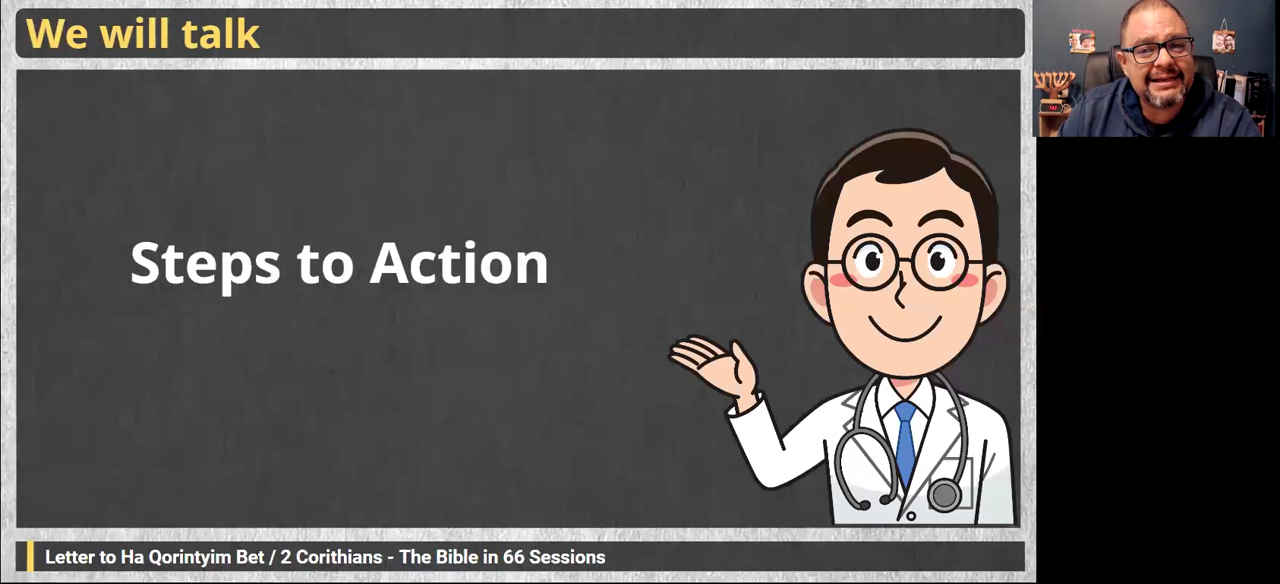 We will talk
Steps to Action
Letter to Ha Qorintyim Bet / 2 Corithians - The Bible in 66 Sessions